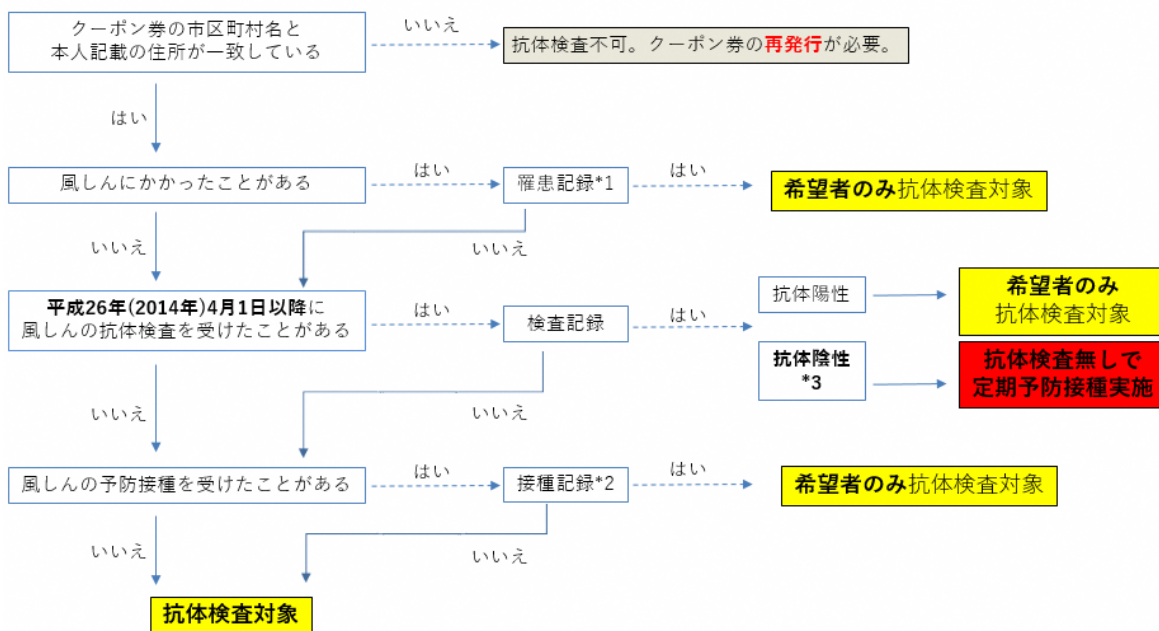 クーポン券の市区町村名と
本人記載の住所が一致している
いいえ
抗体検査不可。クーポン券の再発行が必要。
はい
風しんにかかったことがある
はい
罹患記録*1
はい
希望者のみ抗体検査対象
いいえ
いいえ
平成26年(2014年)4月1日以降に
風しんの抗体検査を受けたことがある
はい
検査記録
はい
抗体陽性
希望者のみ
抗体検査対象
抗体陰性
*3
抗体検査無しで
定期予防接種実施
いいえ
いいえ
風しんの予防接種を受けたことがある
はい
接種記録*2
はい
希望者のみ抗体検査対象
いいえ
いいえ
抗体検査対象